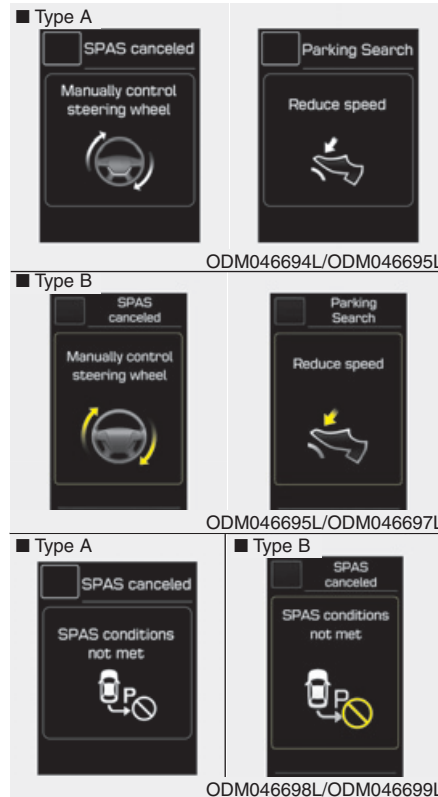 ■ Type A
SPAS canceled
Manually control
steering wheel
Parking Search
Reduce speed
ODM046694L/ODM046695L
■ Type B
SPAS
canceled
Manually control
steering wheel
Parking
Search
Reduce speed
ODM046695L/ODM046697L
■ Type A
SPAS canceled
SPAS conditions
not met
P
■ Type B
SPAS
canceled
SPAS conditions
not met
P
ODM046698L/ODM046699L